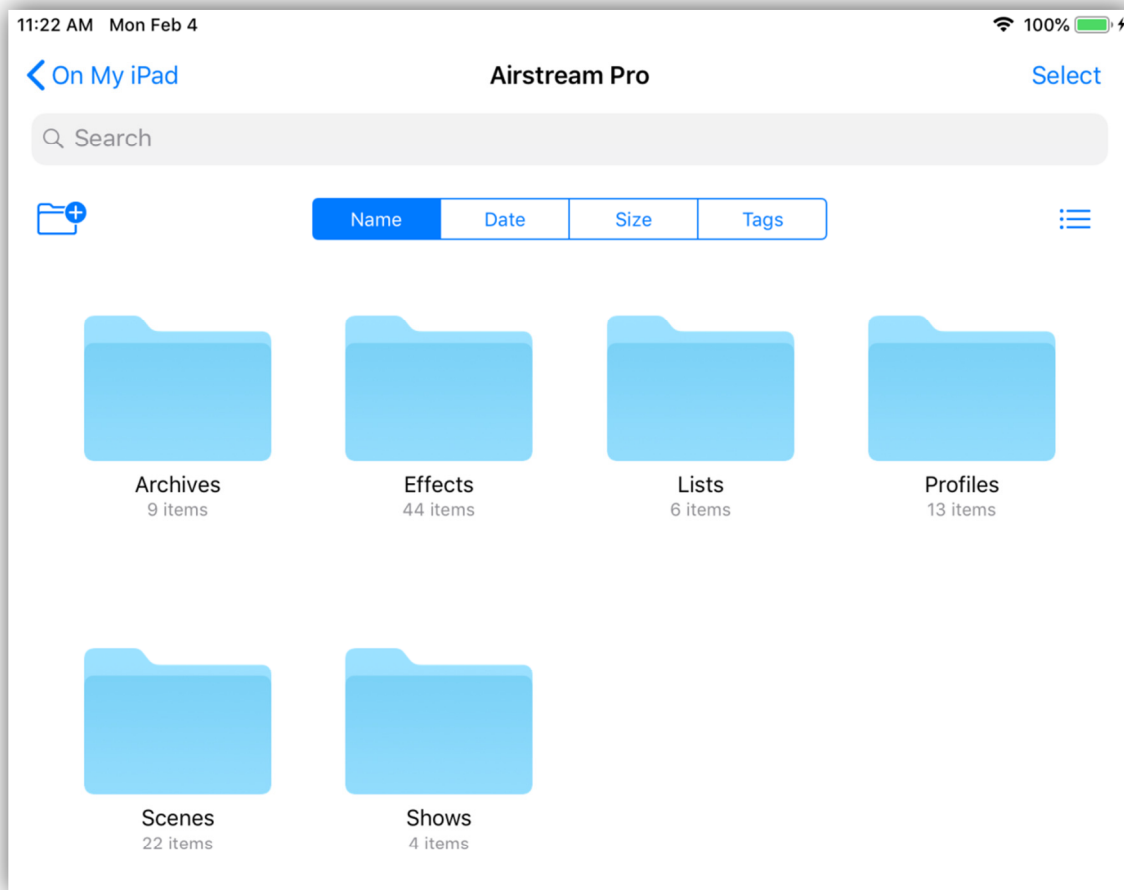 11:22 AM Mon Feb 4 100%
On My iPad Airstream Pro Select
Search
Name Date Size Tags
Archives Effects Lists Profiles
9 items 44 items 6 items 13 items
Scenes Shows
22 items 4 items